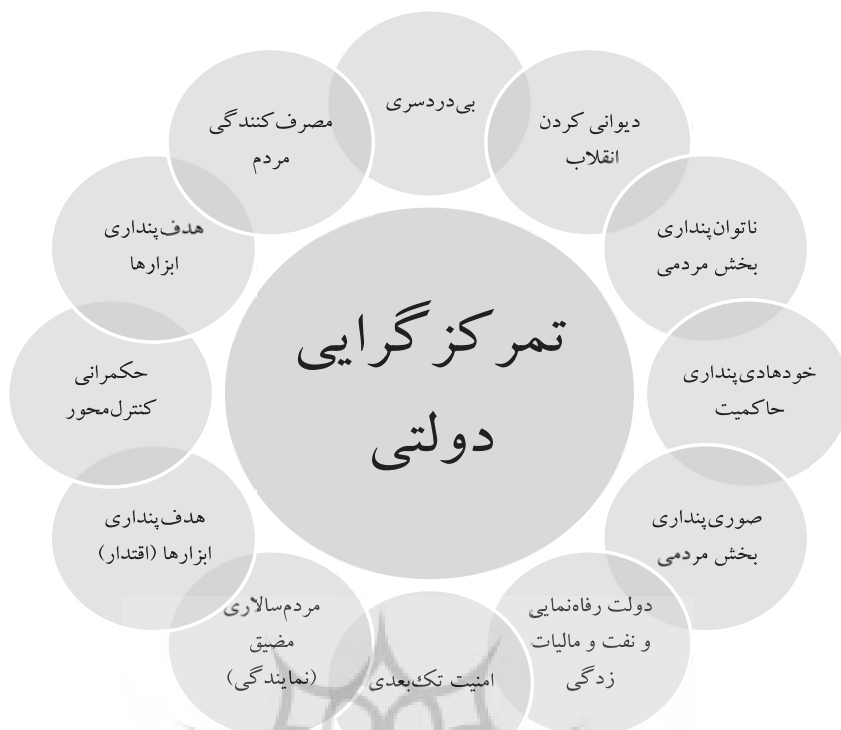 تمرکزگرایی
دولتی
بی‌دردسری
دیوانی کردن
انقلاب
ناتوان‌پنداری
بخش مردمی
خودهادی‌پنداری
حاکمیت
صوری‌پنداری
بخش مردمی
دولت رفاه‌نمایی
و نفت و مالیات
زدگی
امنیت تک‌بعدی
مردم‌سالاری
مضیق
(نمایندگی)
هدف‌پنداری
ابزارها (اقتدار)
حکمرانی
کنترل‌محور
هدف‌پنداری
ابزارها
مصرف‌کنندگی
مردم